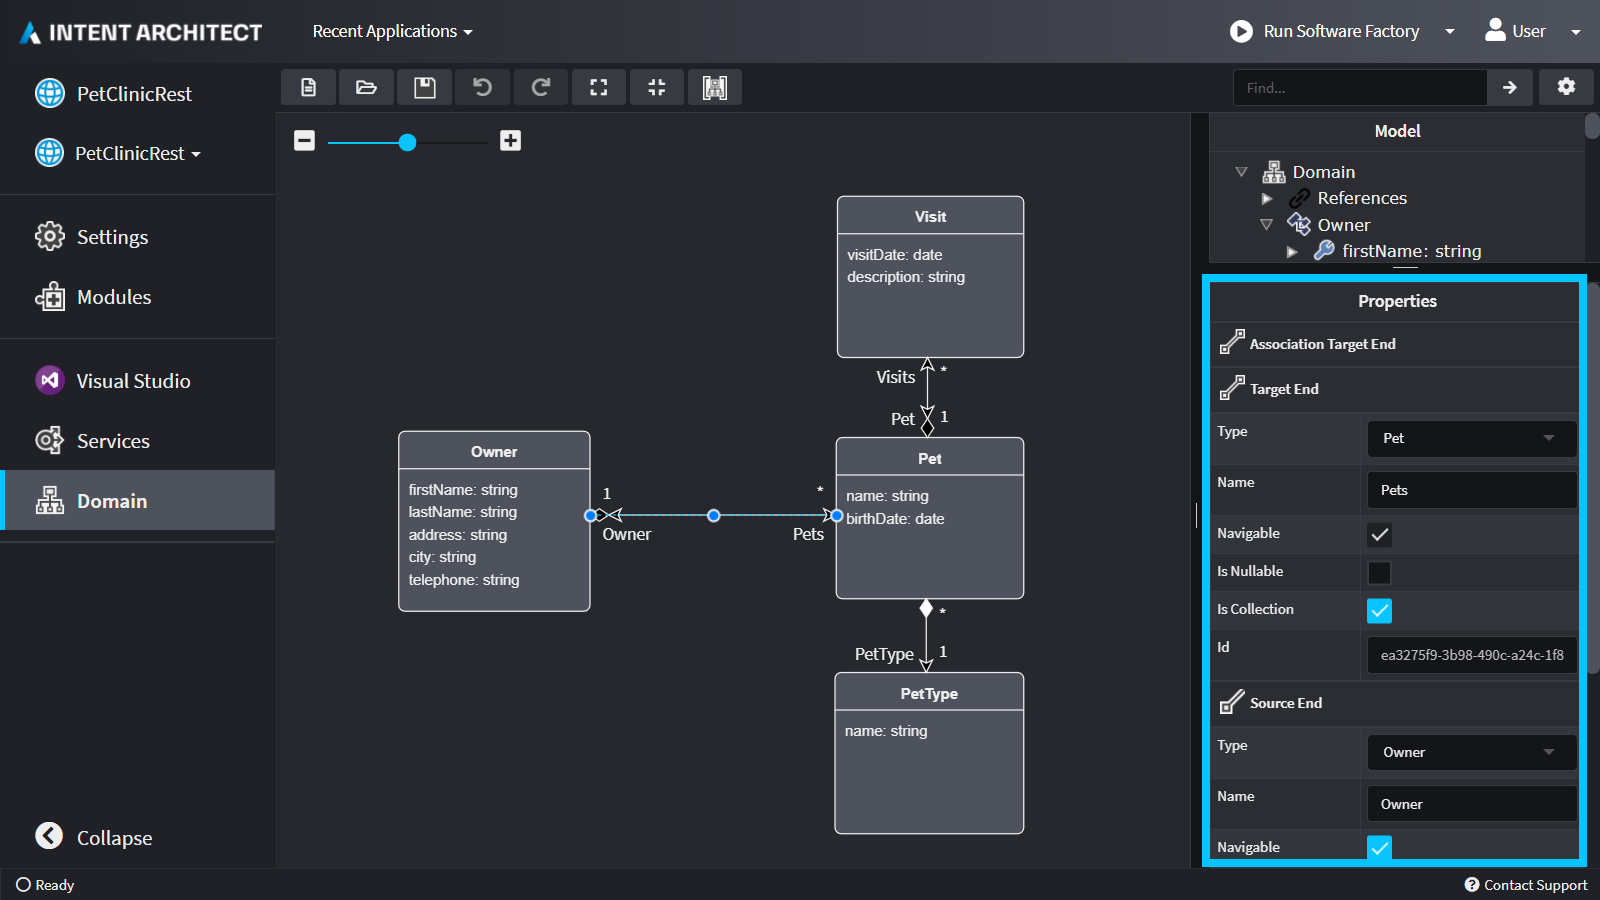 INTENT ARCHITECT
Recent Applications
Run Software Factory
User
PetClinicRest
PetClinicRest
Settings
Modules
Visual Studio
Services
Domain
Collapse
Ready
Find...
Visit
visitDate: date
description: string
Visits
*
Pet
1
Owner
firstName: string
lastName: string
address: string
city: string
telephone: string
1
*
Owner
Pets
Pet
name: string
birthDate: date
*
PetType
1
PetType
name: string
Model
Domain
References
Owner
firstName: string
Properties
Association Target End
Target End
Type
Pet
Name
Pets
Navigable
Is Nullable
Is Collection
Id
ea3275f9-3b98-490c-a24c-1f8
Source End
Type
Owner
Name
Owner
Navigable
Contact Support